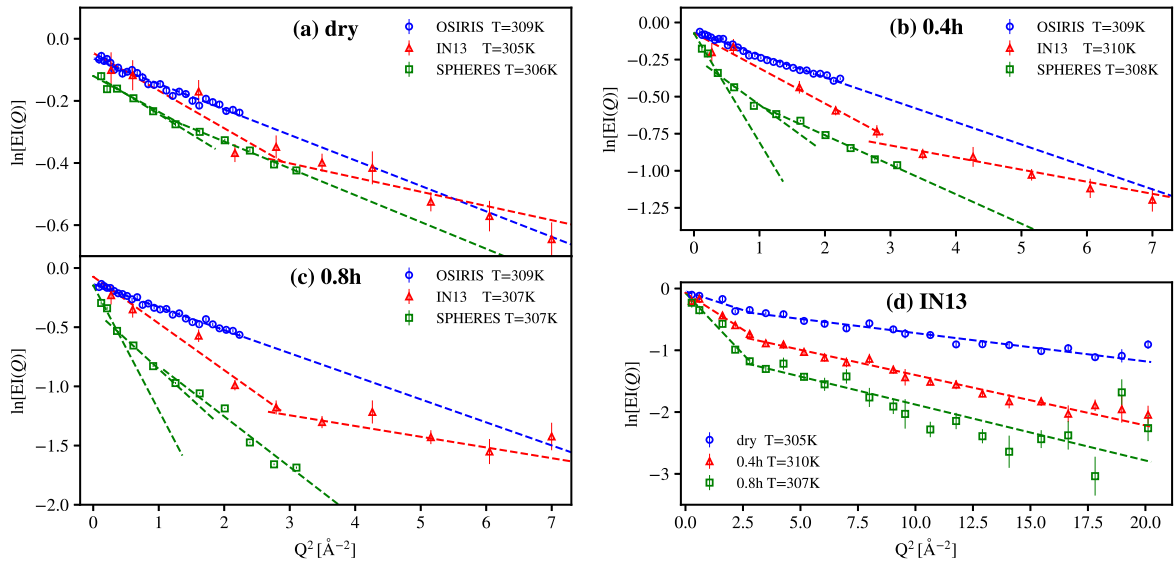 (a) dry
OSIRIS T=309K
IN13 T=305K
SPHERES T=306K
ln[EI(Q)]
0.0
−0.2
−0.4
−0.6
(b) 0.4h
OSIRIS T=309K
IN13 T=310K
SPHERES T=308K
ln[EI(Q)]
0.00
−0.25
−0.50
−0.75
−1.00
−1.25
0 1 2 3 4 5 6 7
(c) 0.8h
OSIRIS T=309K
IN13 T=307K
SPHERES T=307K
ln[EI(Q)]
0.0
−0.5
−1.0
−1.5
−2.0
0 1 2 3 4 5 6 7
Q² [Å⁻²]
(d) IN13
ln[EI(Q)]
0
−1
−2
−3
dry T=305K
0.4h T=310K
0.8h T=307K
0.0 2.5 5.0 7.5 10.0 12.5 15.0 17.5 20.0
Q² [Å⁻²]